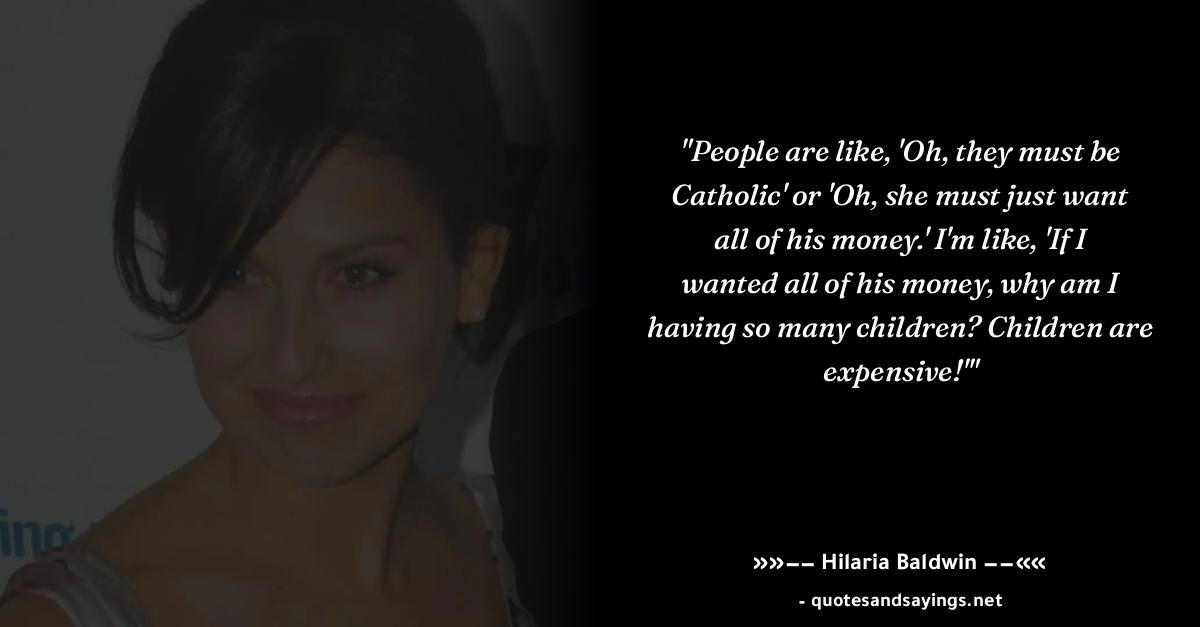 "People are like, 'Oh, they must be
Catholic' or 'Oh, she must just want
all of his money.' I'm like, 'If I
wanted all of his money, why am I
having so many children? Children are
expensive!'"
»»−− Hilaria Baldwin −−««
- quotesandsayings.net
ing